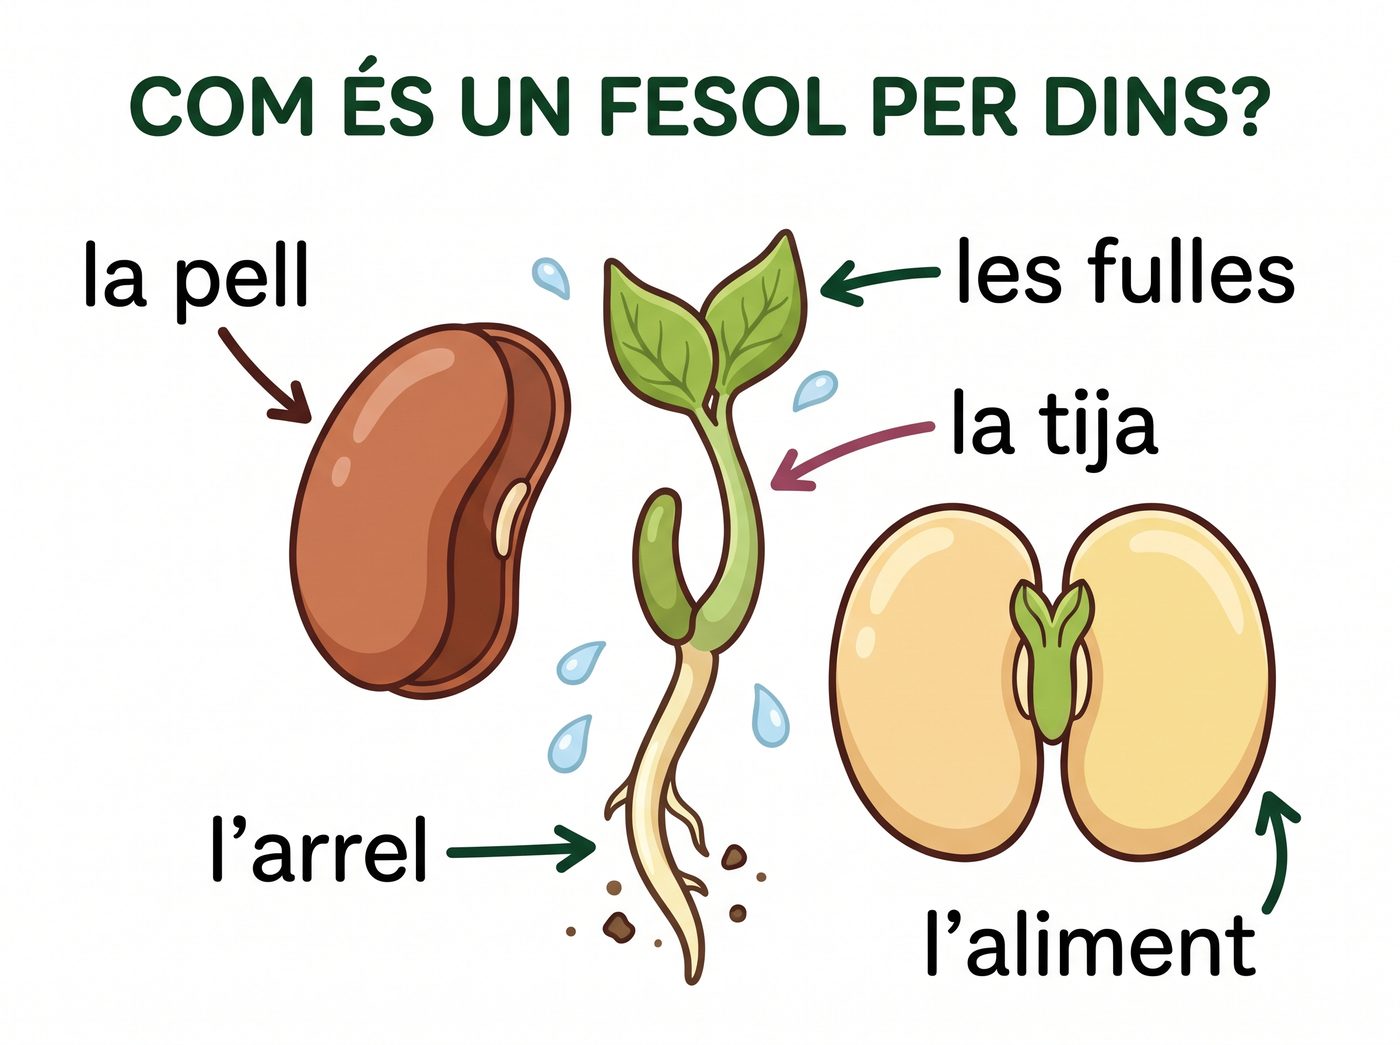 COM ÉS UN FESOL PER DINS?
la pell
les fulles
la tija
l’arrel
l’aliment